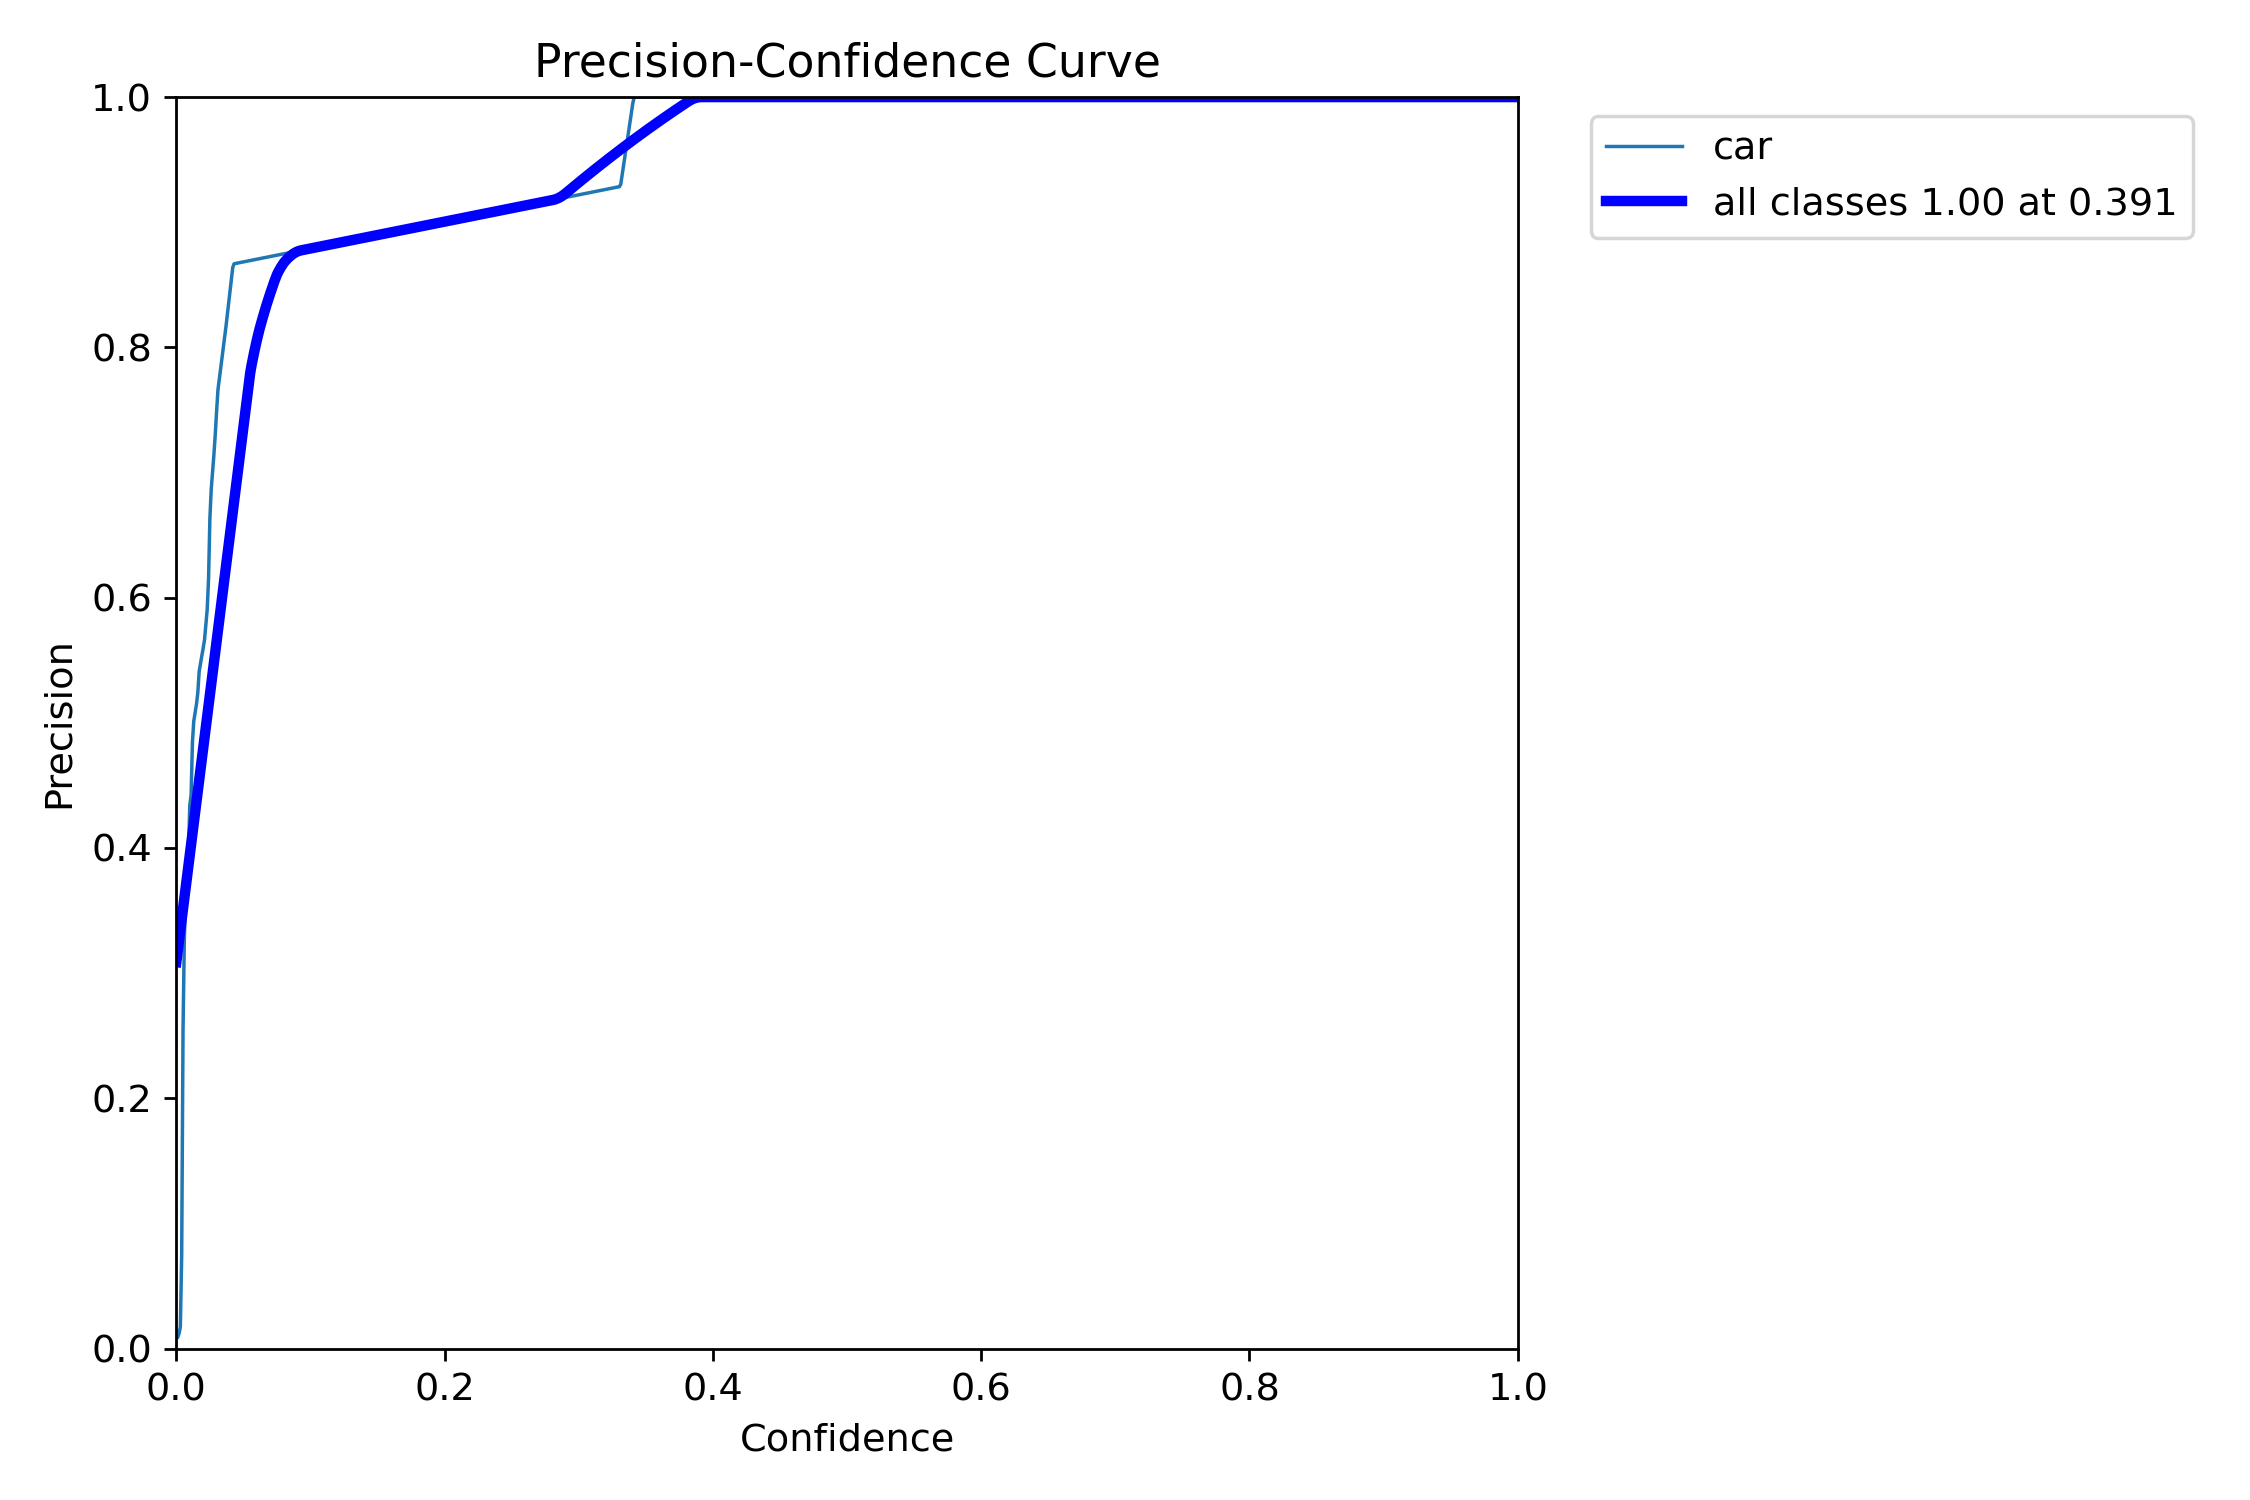 Precision-Confidence Curve
1.0
0.8
0.6
0.4
0.2
0.0
Precision
0.0 0.2 0.4 0.6 0.8 1.0
Confidence
car
all classes 1.00 at 0.391